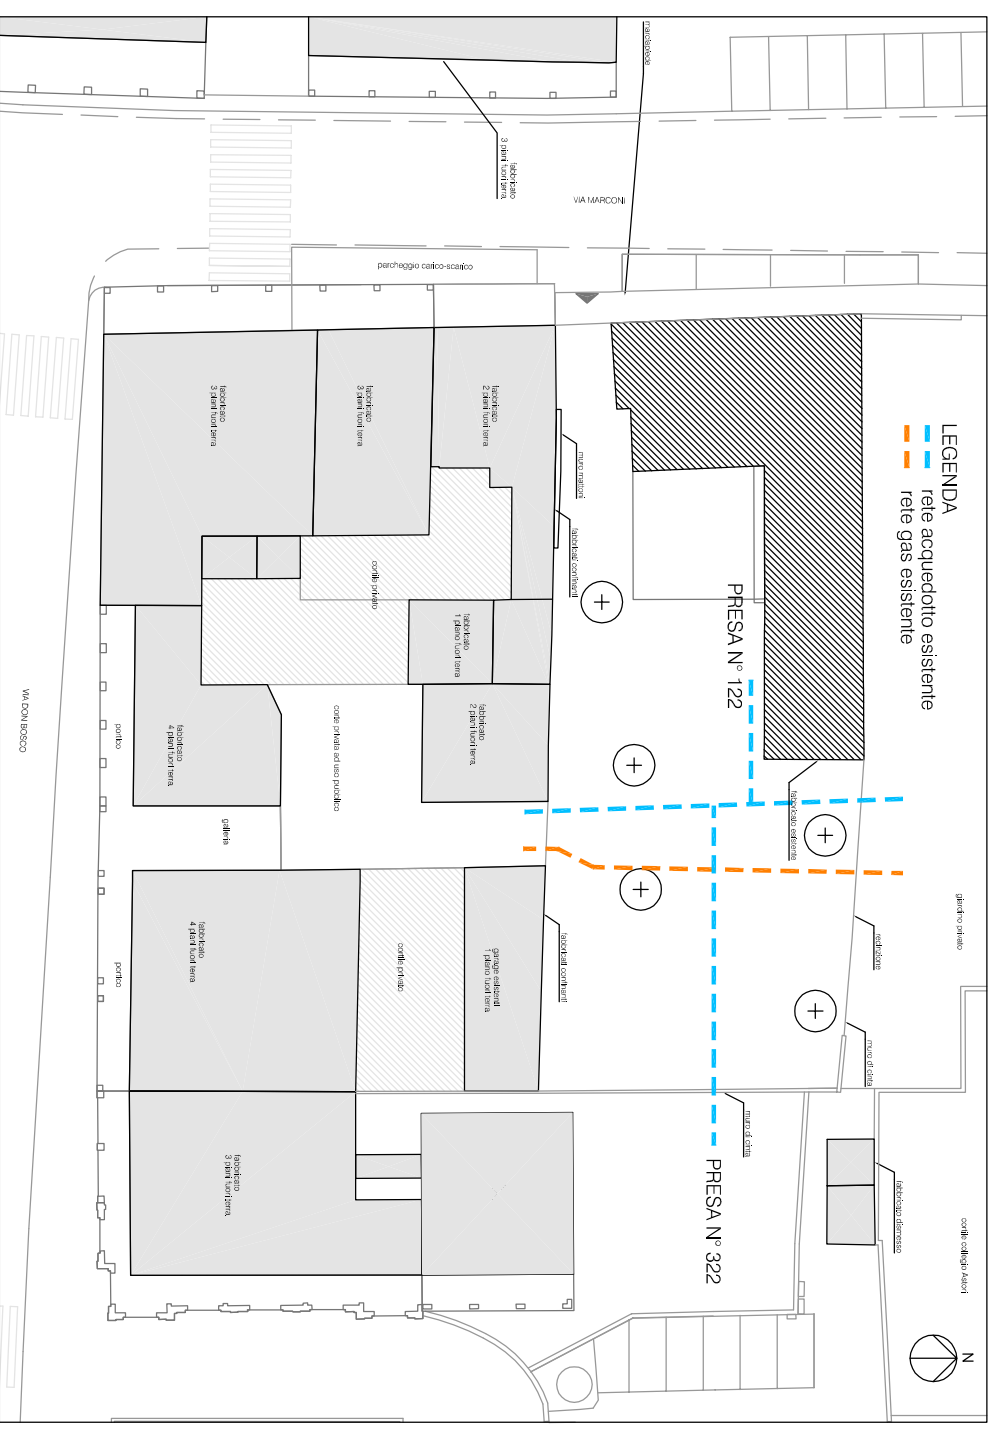 marciapiede
fabbricato
3 piani fuori terra
VIA MARCONI
parcheggio carico-scarico
fabbricato
3 piani fuori terra
fabbricato
3 piani fuori terra
fabbricato
2 piani fuori terra
muro mattoni
fabbricati confinanti
LEGENDA
rete acquedotto esistente
rete gas esistente
cortile privato
fabbricato
1 piano fuori terra
PRESA N° 122
VIA DON BOSCO
portico
fabbricato
4 piani fuori terra
corte privata ad uso pubblico
fabbricato
2 piani fuori terra
fabbricato esistente
galleria
giardino privato
recinzione
fabbricato
4 piani fuori terra
cortile privato
garage esistenti
1 piano fuori terra
fabbricati confinanti
portico
muro di cinta
muro di cinta
fabbricato
3 piani fuori terra
PRESA N° 322
fabbricato dismesso
cortile collegio Astori
N